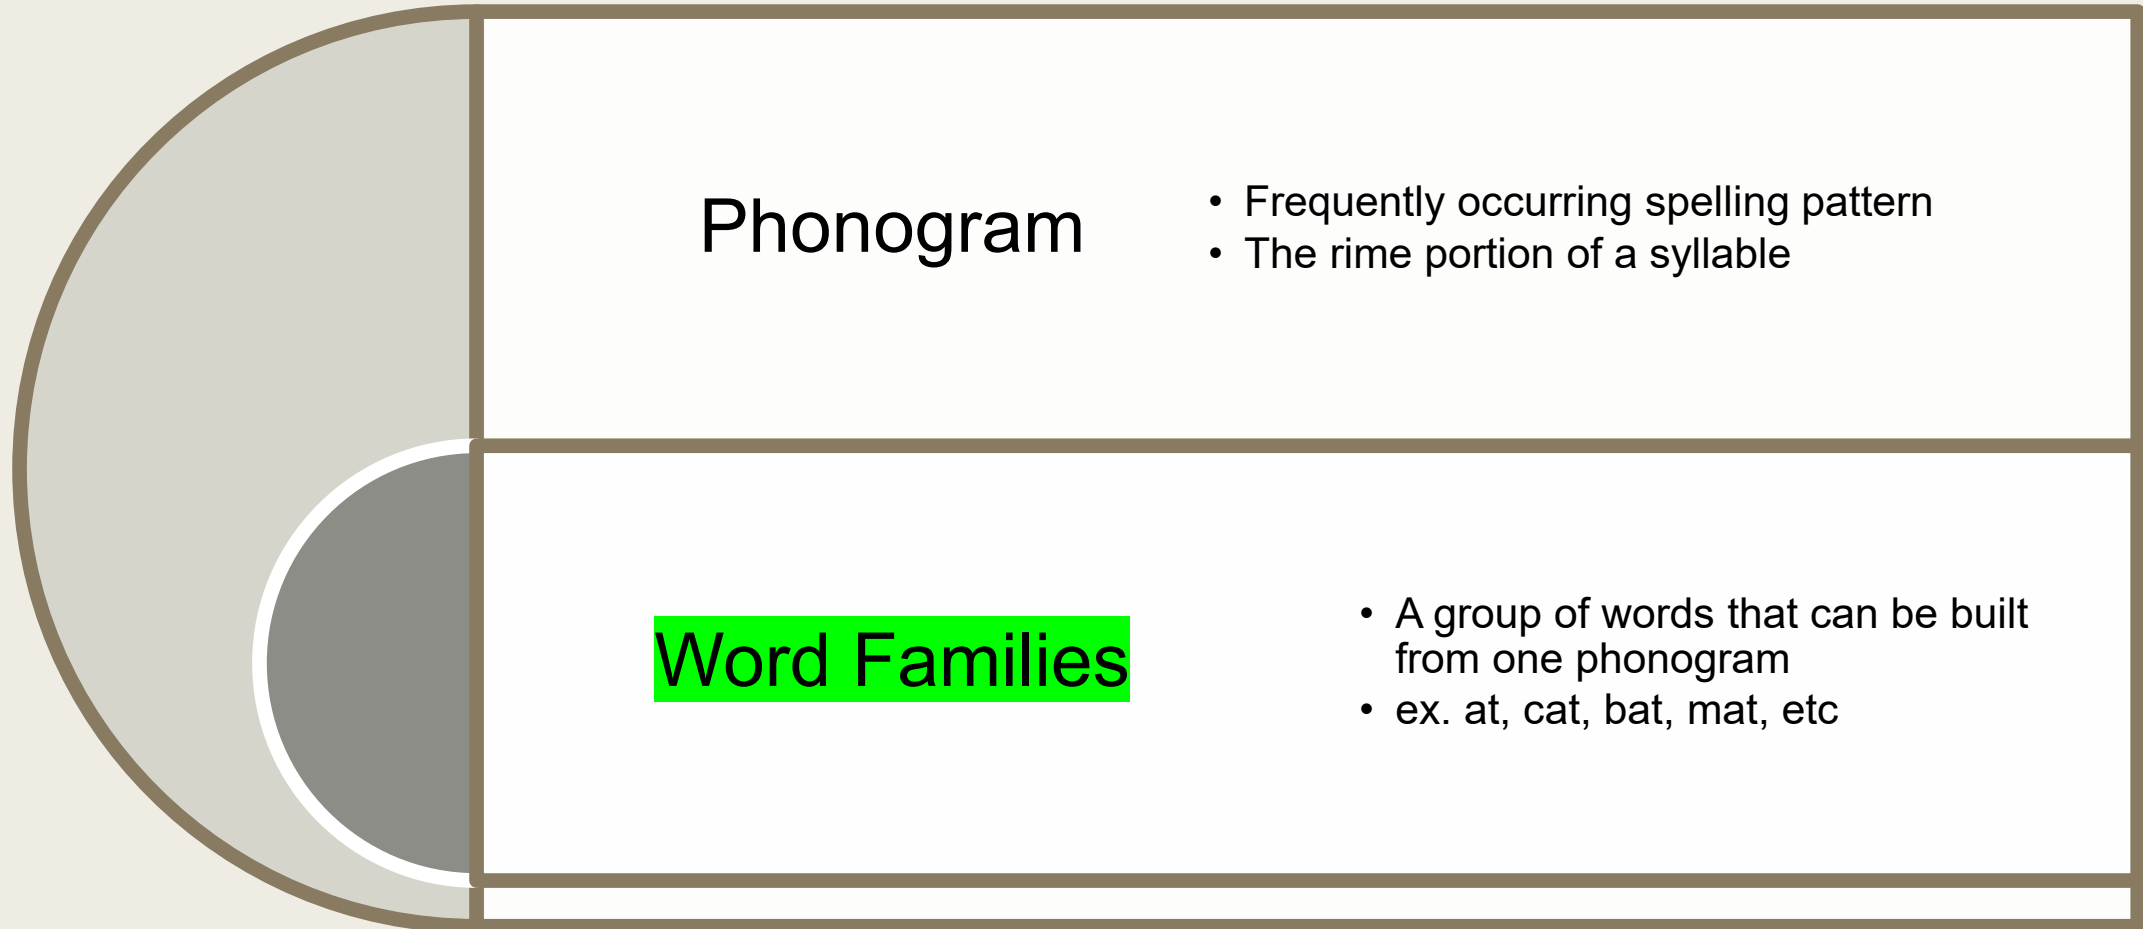 Phonogram
• Frequently occurring spelling pattern
• The rime portion of a syllable
Word Families
• A group of words that can be built
from one phonogram
• ex. at, cat, bat, mat, etc